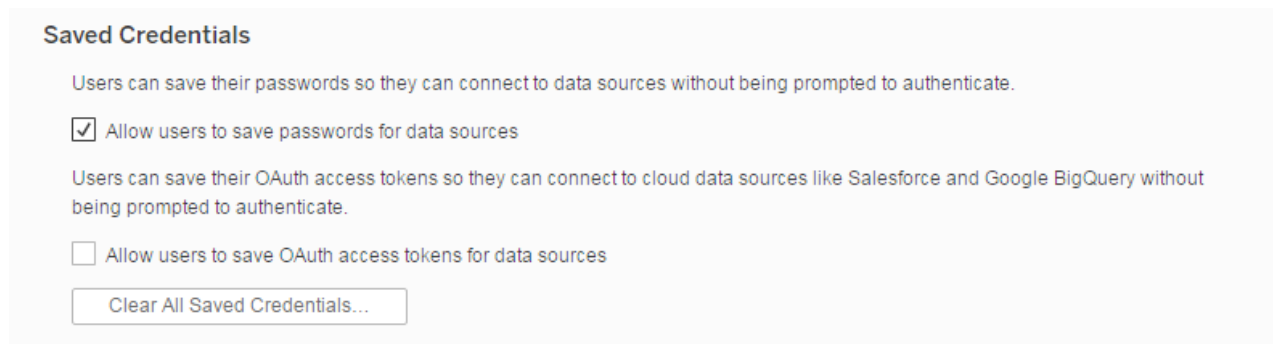 Saved Credentials
Users can save their passwords so they can connect to data sources without being prompted to authenticate.
Allow users to save passwords for data sources
Users can save their OAuth access tokens so they can connect to cloud data sources like Salesforce and Google BigQuery without
being prompted to authenticate.
Allow users to save OAuth access tokens for data sources
Clear All Saved Credentials...